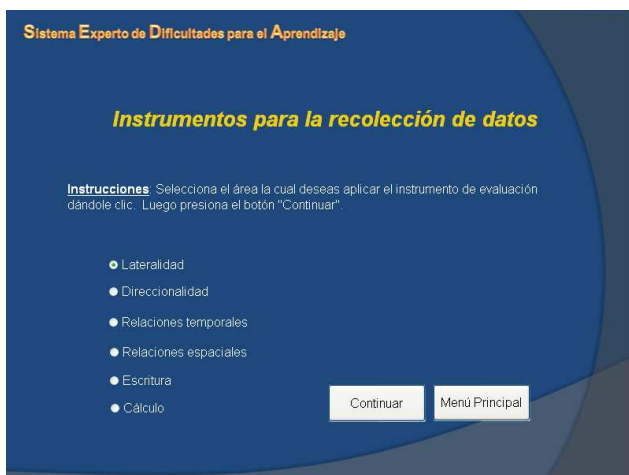 Sistema Experto de Dificultades para el Aprendizaje
Instrumentos para la recolección de datos
Instrucciones: Selecciona el área la cual deseas aplicar el instrumento de evaluación
dándole clic. Luego presiona el botón "Continuar".
Lateralidad
Direccionalidad
Relaciones temporales
Relaciones espaciales
Escritura
Cálculo
Continuar
Menú Principal